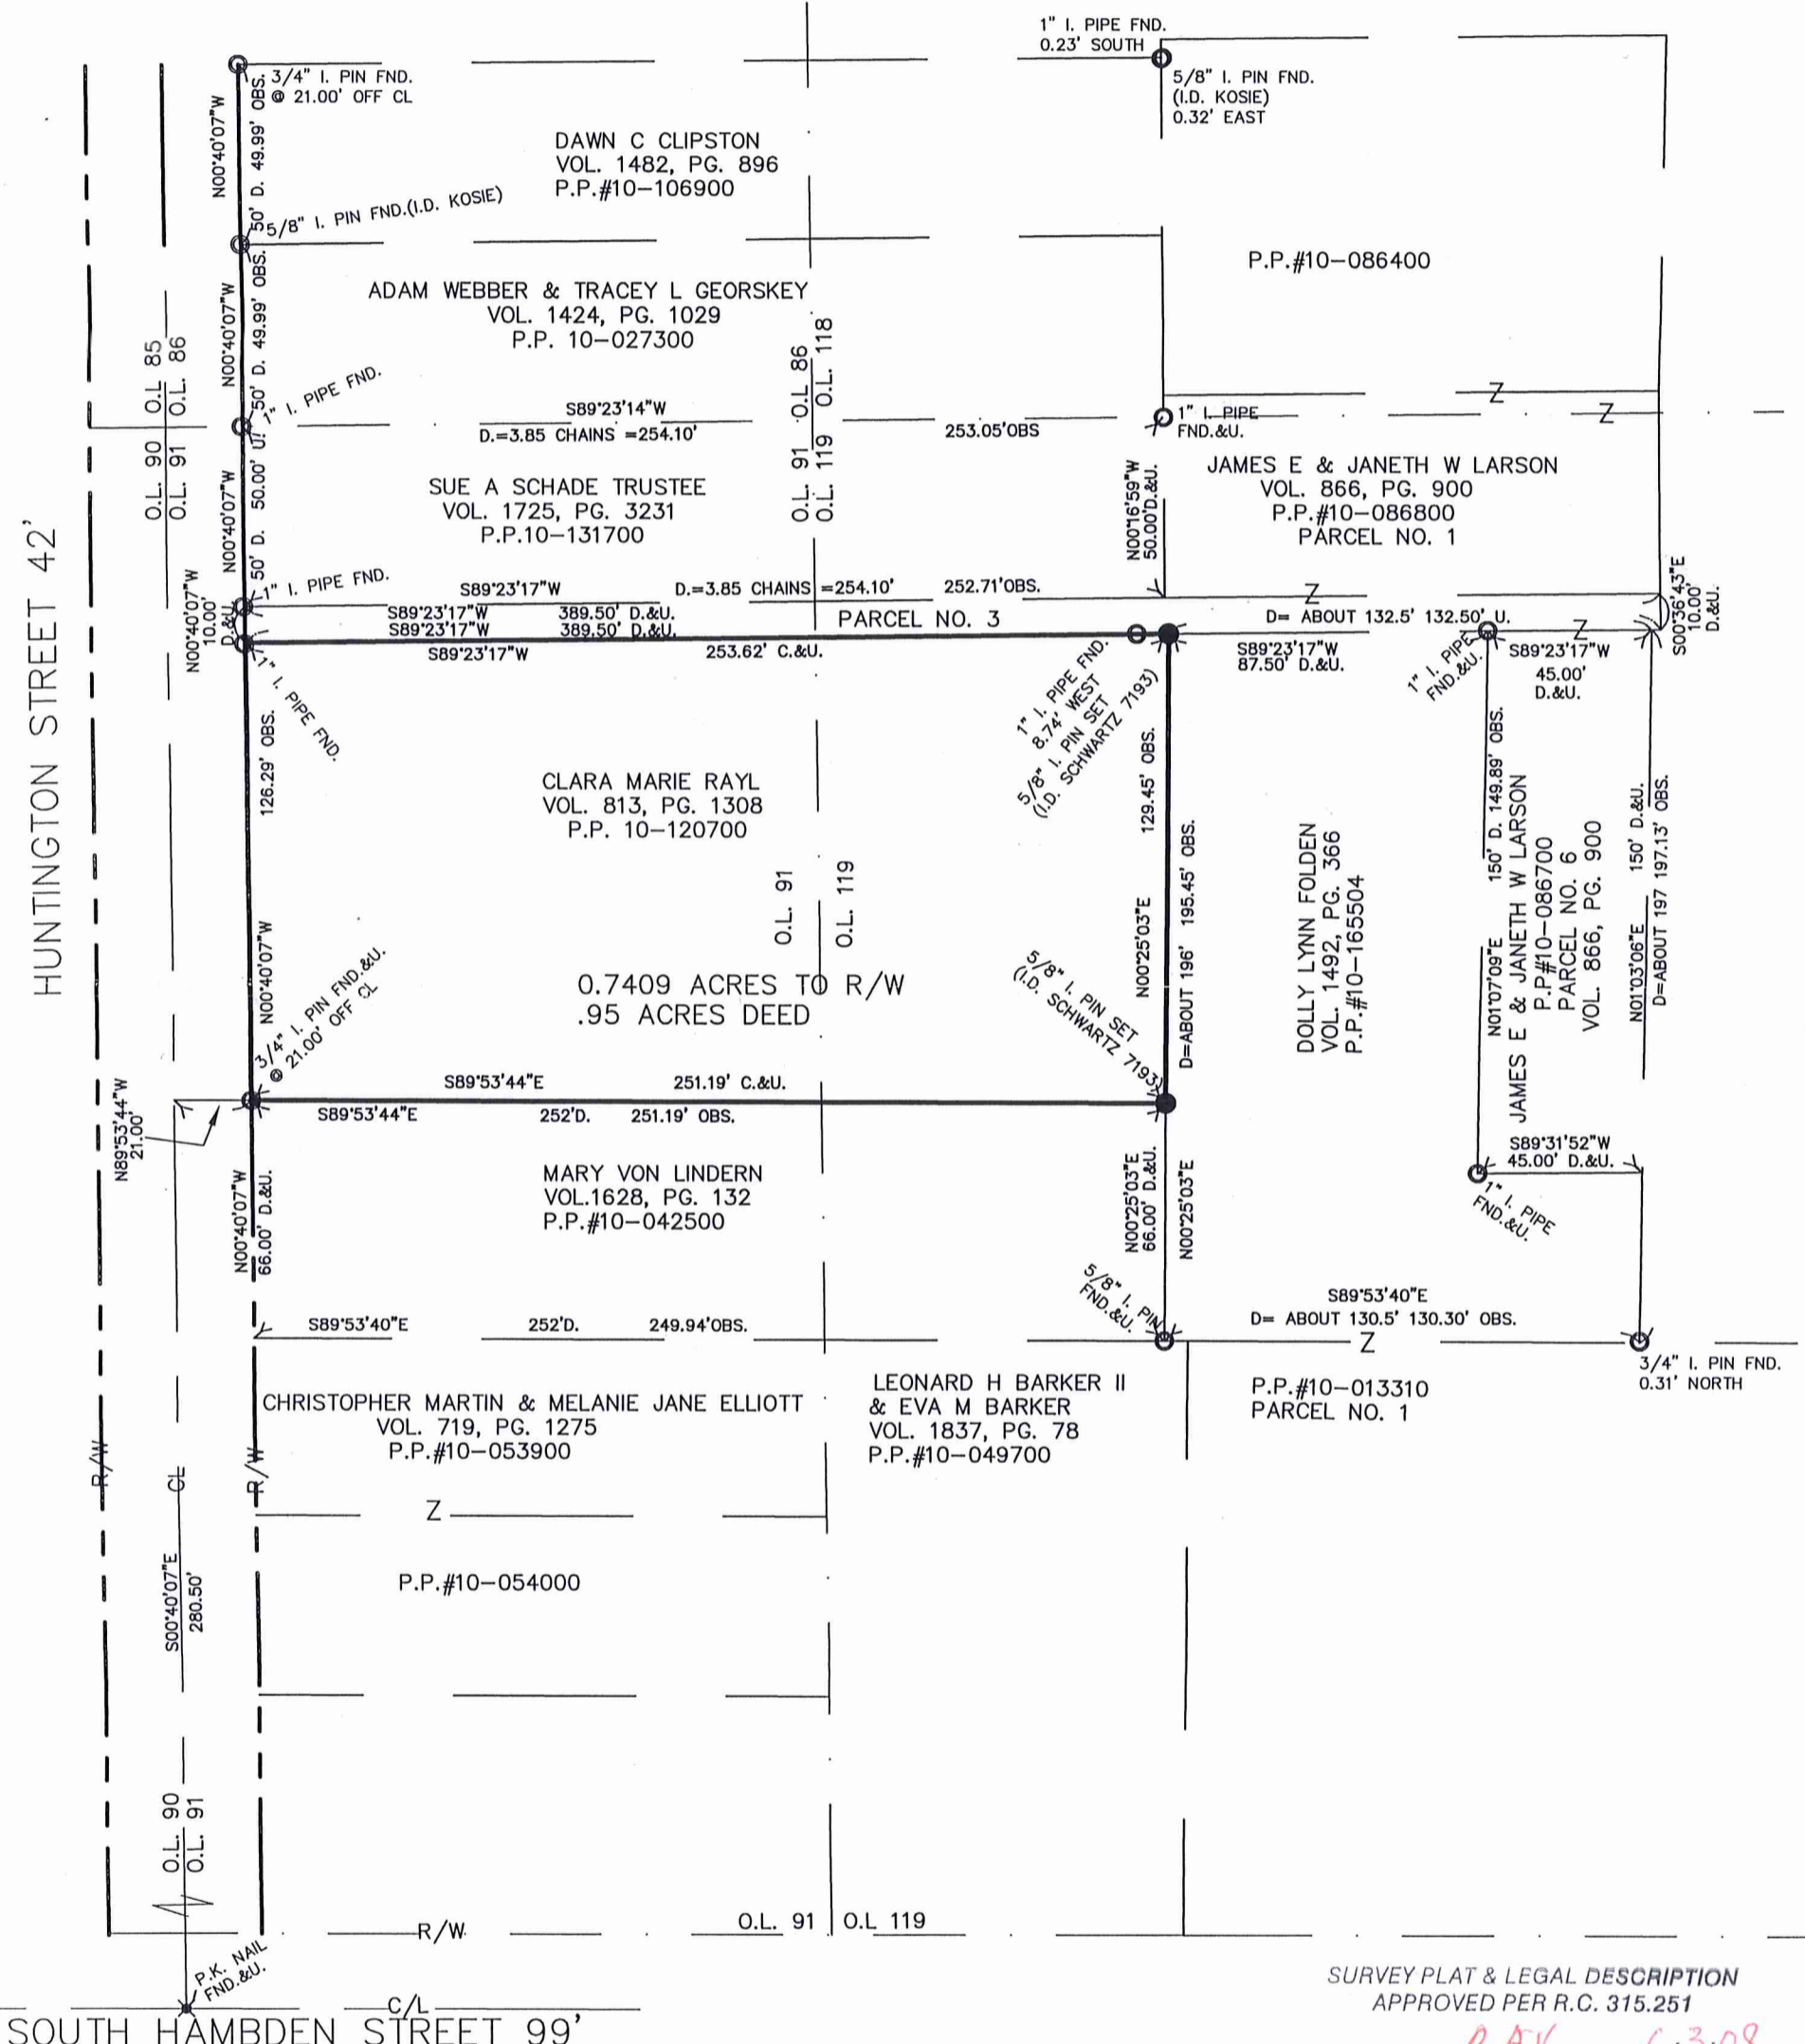 1" I. PIPE FND.
0.23' SOUTH
3/4" I. PIN FND.
@ 21.00' OFF CL
5/8" I. PIN FND.
(I.D. KOSIE)
0.32' EAST
N00°40'07"W
50' D. 49.99' OBS.
DAWN C CLIPSTON
VOL. 1482, PG. 896
P.P.#10-106900
5/8" I. PIN FND.(I.D. KOSIE)
P.P.#10-086400
N00°40'07"W
50' D. 49.99' OBS.
ADAM WEBBER & TRACEY L GEORSKEY
VOL. 1424, PG. 1029
P.P. 10-027300
O.L 85
O.L. 86
O.L 86
O.L. 118
1" I. PIPE FND.
S89°23'14"W
D.=3.85 CHAINS =254.10'
253.05'OBS
1" I. PIPE
FND.&U.
O.L. 90
O.L. 91
O.L. 91
O.L. 119
N00°40'07"W
50' D. 50.00' U.
SUE A SCHADE TRUSTEE
VOL. 1725, PG. 3231
P.P.10-131700
N00°16'59"W
50.00'D.&U.
JAMES E & JANETH W LARSON
VOL. 866, PG. 900
P.P.#10-086800
PARCEL NO. 1
Z
Z
HUNTINGTON STREET 42'
1" I. PIPE FND.
S89°23'17"W
D.=3.85 CHAINS =254.10'
252.71'OBS.
Z
N00°40'07"W
10.00'
D.&U.
S89°23'17"W 389.50' D.&U.
S89°23'17"W 389.50' D.&U.
PARCEL NO. 3
D= ABOUT 132.5' 132.50' U.
Z
S00°36'43"E
10.00'
D.&U.
S89°23'17"W
253.62' C.&U.
S89°23'17"W
87.50' D.&U.
S89°23'17"W
45.00'
D.&U.
1" I. PIPE FND.
1" I. PIPE FND.
8.74' WEST
5/8" I. PIN SET
(I.D. SCHWARTZ 7193)
1" I. PIPE
FND.&U.
126.29' OBS.
N00°40'07"W
CLARA MARIE RAYL
VOL. 813, PG. 1308
P.P. 10-120700
129.45' OBS.
N00°25'03"E
D=ABOUT 196' 195.45' OBS.
O.L. 91
O.L. 119
DOLLY LYNN FOLDEN
VOL. 1492, PG. 366
P.P.#10-165504
N01°07'09"E
150' D. 149.89' OBS.
JAMES E & JANETH W LARSON
P.P#10-086700
PARCEL NO. 6
VOL. 866, PG. 900
N01°03'06"E
150' D.&U.
D=ABOUT 197 197.13' OBS.
0.7409 ACRES TO R/W
.95 ACRES DEED
3/4" I. PIN FND.&U.
@ 21.00' OFF CL
5/8" I. PIN SET
(I.D. SCHWARTZ 7193)
S89°53'44"E
251.19' C.&U.
S89°53'44"E
252'D.
251.19' OBS.
N89°53'44"W
21.00'
MARY VON LINDERN
VOL.1628, PG. 132
P.P.#10-042500
N00°40'07"W
66.00' D.&U.
N00°25'03"E
66.00' D.&U.
N00°25'03"E
S89°31'52"W
45.00' D.&U.
1" I. PIPE
FND.&U.
5/8" I. PIN
FND.&U.
S89°53'40"E
252'D.
249.94'OBS.
S89°53'40"E
D= ABOUT 130.5' 130.30' OBS.
Z
3/4" I. PIN FND.
0.31' NORTH
CHRISTOPHER MARTIN & MELANIE JANE ELLIOTT
VOL. 719, PG. 1275
P.P.#10-053900
LEONARD H BARKER II
& EVA M BARKER
VOL. 1837, PG. 78
P.P.#10-049700
P.P.#10-013310
PARCEL NO. 1
R/W
CL
R/W
Z
S00°40'07"E
280.50'
P.P.#10-054000
O.L. 90
O.L. 91
R/W
O.L. 91
O.L 119
P.K. NAIL
FND.&U.
C/L
SOUTH HAMBDEN STREET 99'
SURVEY PLAT & LEGAL DESCRIPTION
APPROVED PER R.C. 315.251